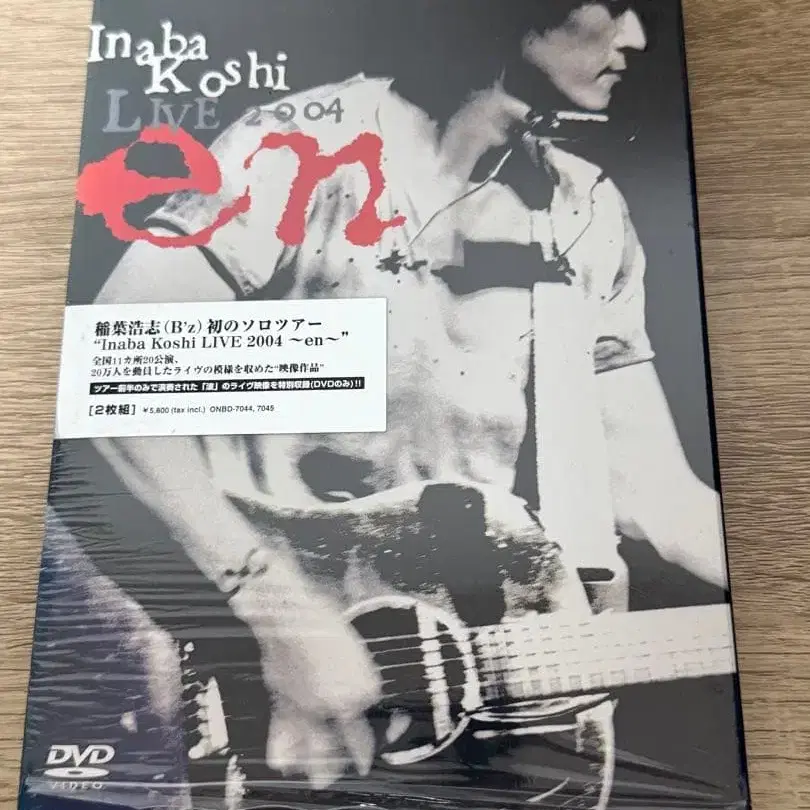 Inaba
Koshi
LIVE 2004
en
稲葉浩志(B'z)初のソロツアー
“Inaba Koshi LIVE 2004 ～en～”
全国11カ所20公演、
20万人を動員したライヴの模様を収めた“映像作品”
ツアー前半のみで演奏された「波」のライヴ映像を特別収録(DVDのみ)!!
[2枚組] ¥5,800 (tax incl.) ONBD-7044, 7045
DVD
VIDEO